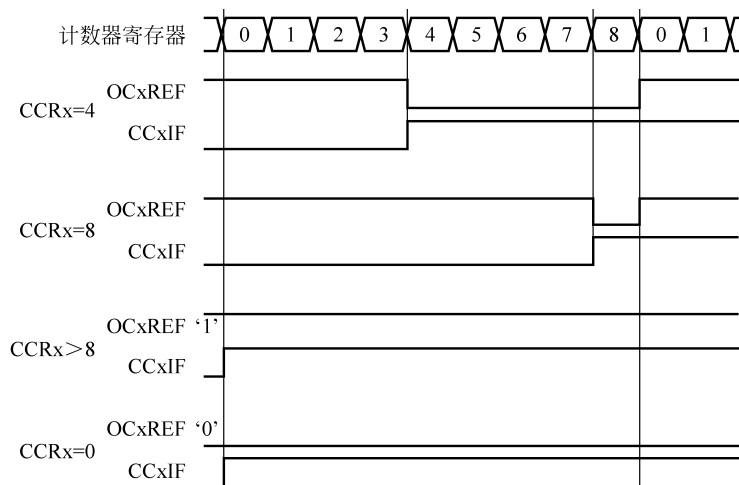 计数器寄存器 0 1 2 3 4 5 6 7 8 0 1
OCxREF
CCRx=4
CCxIF
OCxREF
CCRx=8
CCxIF
OCxREF ‘1’
CCRx＞8
CCxIF
OCxREF ‘0’
CCRx=0
CCxIF